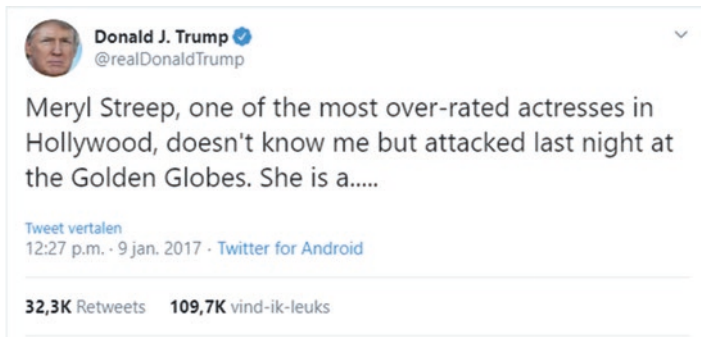 Donald J. Trump
@realDonaldTrump
Meryl Streep, one of the most over-rated actresses in
Hollywood, doesn't know me but attacked last night at
the Golden Globes. She is a.....
Tweet vertalen
12:27 p.m. · 9 jan. 2017 · Twitter for Android
32,3K Retweets 109,7K vind-ik-leuks